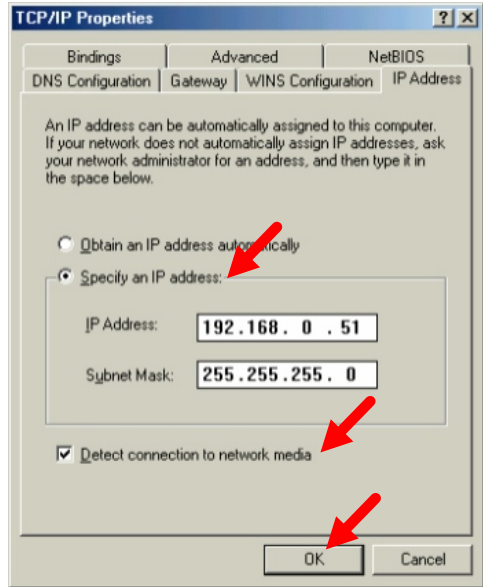 TCP/IP Properties
Bindings Advanced NetBIOS
DNS Configuration Gateway WINS Configuration IP Address
An IP address can be automatically assigned to this computer.
If your network does not automatically assign IP addresses, ask
your network administrator for an address, and then type it in
the space below.
Obtain an IP address automatically
Specify an IP address:
IP Address: 192.168. 0 . 51
Subnet Mask: 255.255.255. 0
Detect connection to network media
OK Cancel